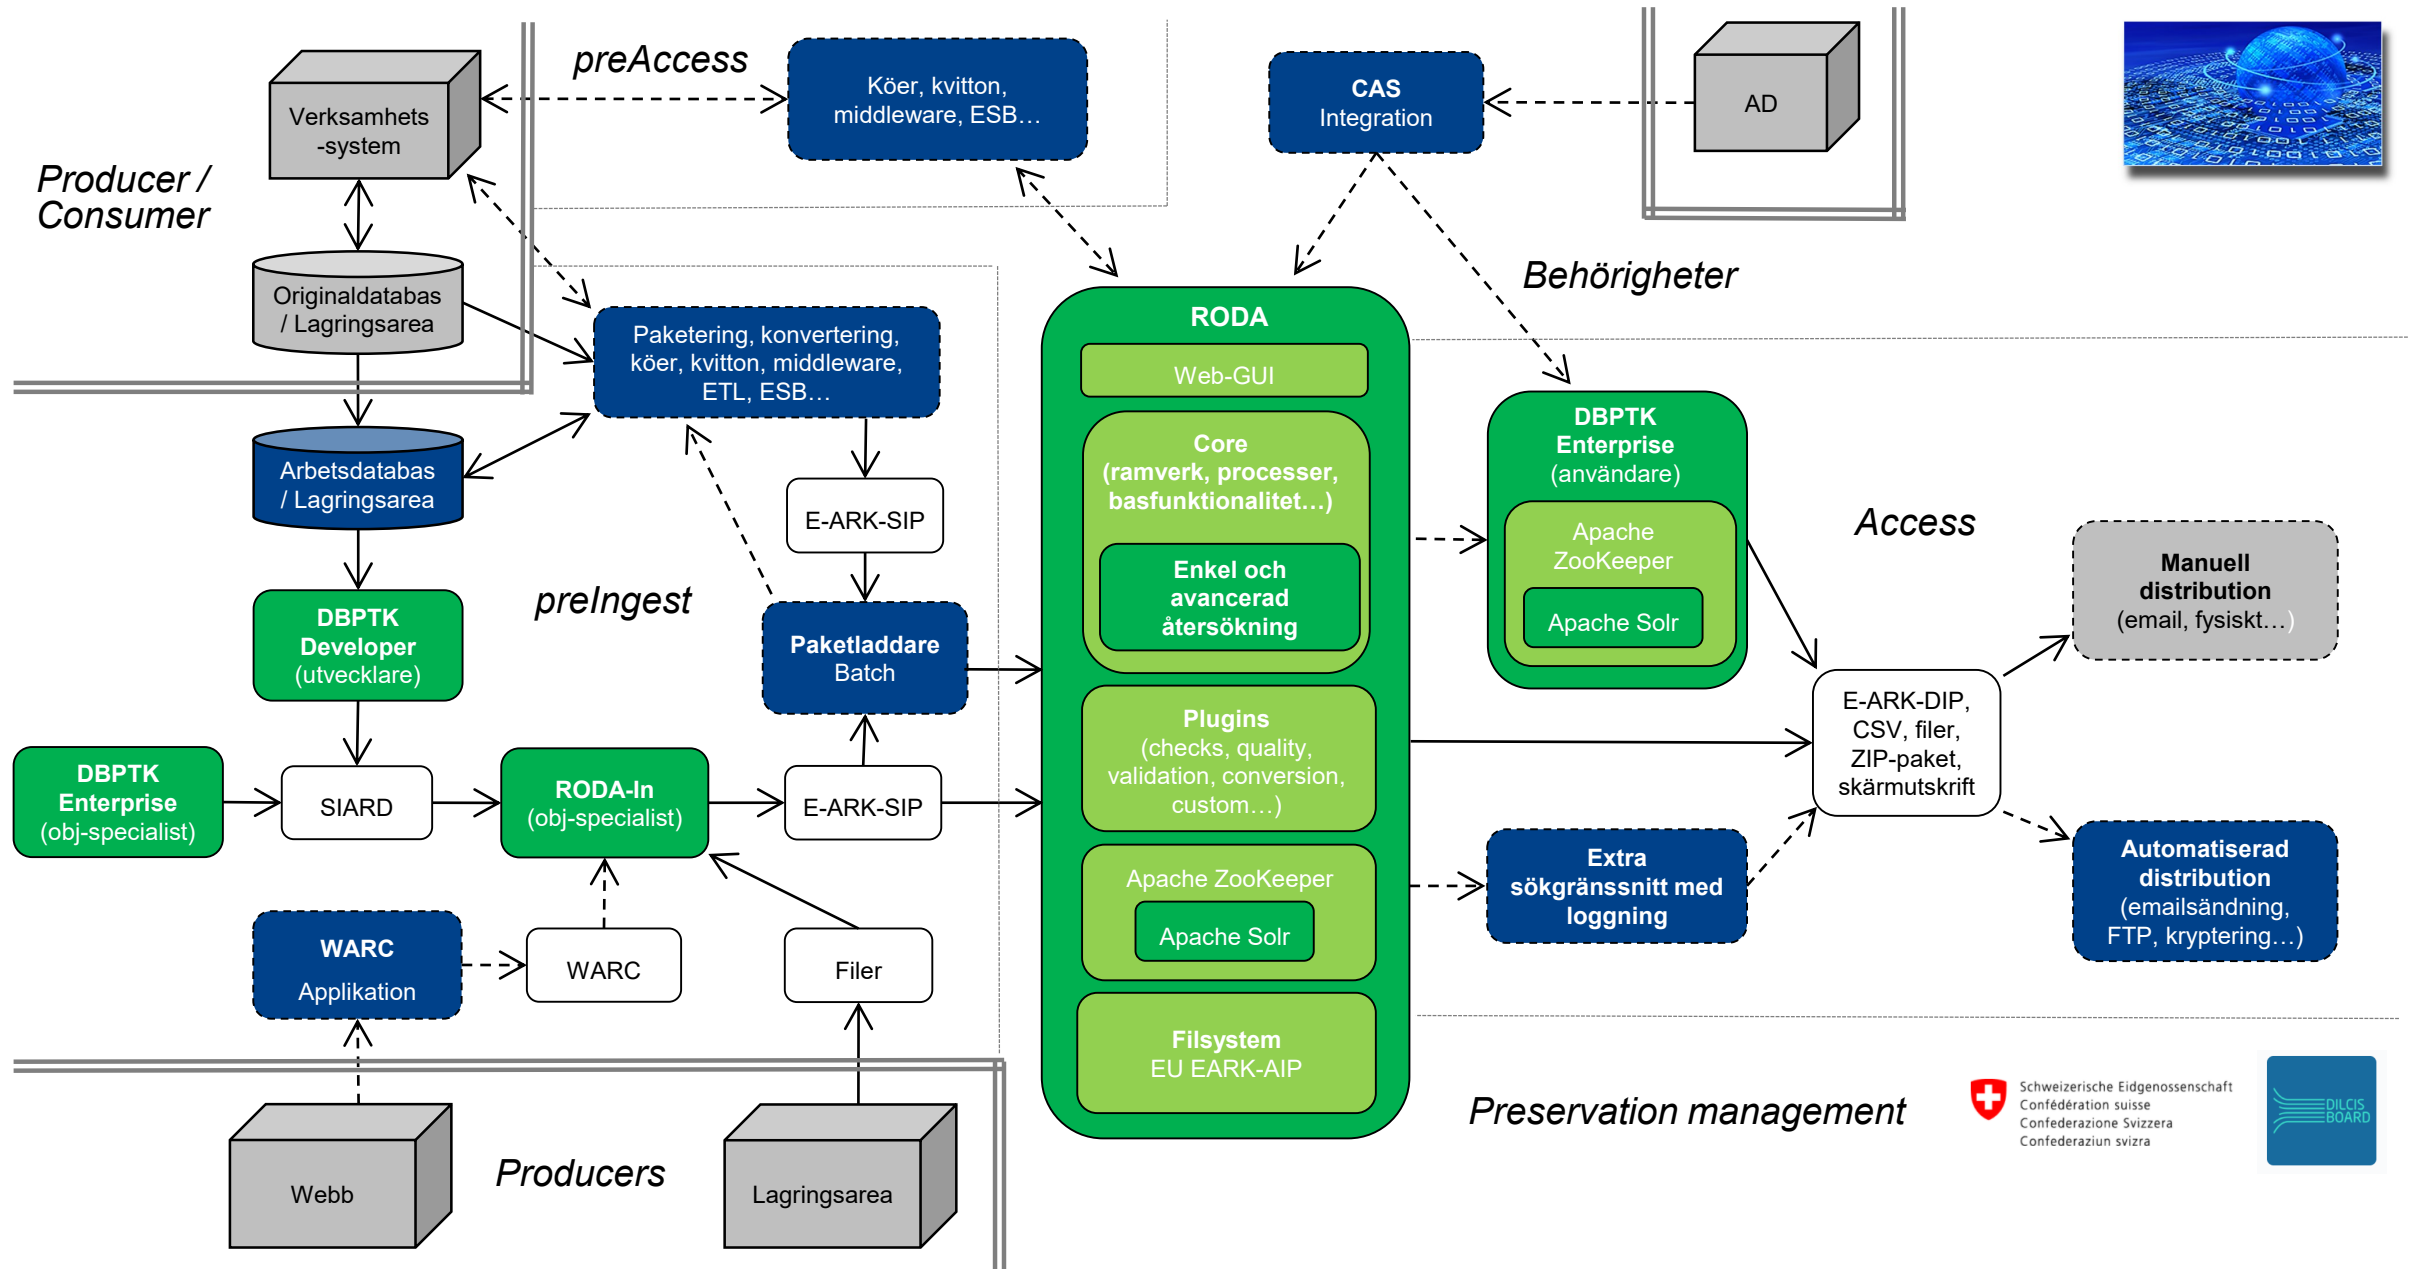 preAccess
Köer, kvitton,
middleware, ESB…
CAS
Integration
AD
Verksamhets
-system
Producer /
Consumer
Originaldatabas
/ Lagringsarea
Behörigheter
Paketering, konvertering,
köer, kvitton, middleware,
ETL, ESB…
Arbetsdatabas
/ Lagringsarea
E-ARK-SIP
preIngest
DBPTK
Developer
(utvecklare)
Paketladdare
Batch
DBPTK
Enterprise
(obj-specialist)
SIARD
RODA-In
(obj-specialist)
E-ARK-SIP
WARC
Applikation
WARC
Filer
Webb
Producers
Lagringsarea
RODA
Web-GUI
Core
(ramverk, processer,
basfunktionalitet…)
Enkel och
avancerad
återsökning
Plugins
(checks, quality,
validation, conversion,
custom…)
Apache ZooKeeper
Apache Solr
Filsystem
EU EARK-AIP
DBPTK
Enterprise
(användare)
Apache
ZooKeeper
Apache Solr
Access
Manuell
distribution
(email, fysiskt…)
E-ARK-DIP,
CSV, filer,
ZIP-paket,
skärmutskrift
Extra
sökgränssnitt med
loggning
Automatiserad
distribution
(emailsändning,
FTP, kryptering…)
Preservation management
Schweizerische Eidgenossenschaft
Confédération suisse
Confederazione Svizzera
Confederaziun svizra
DILCIS
BOARD